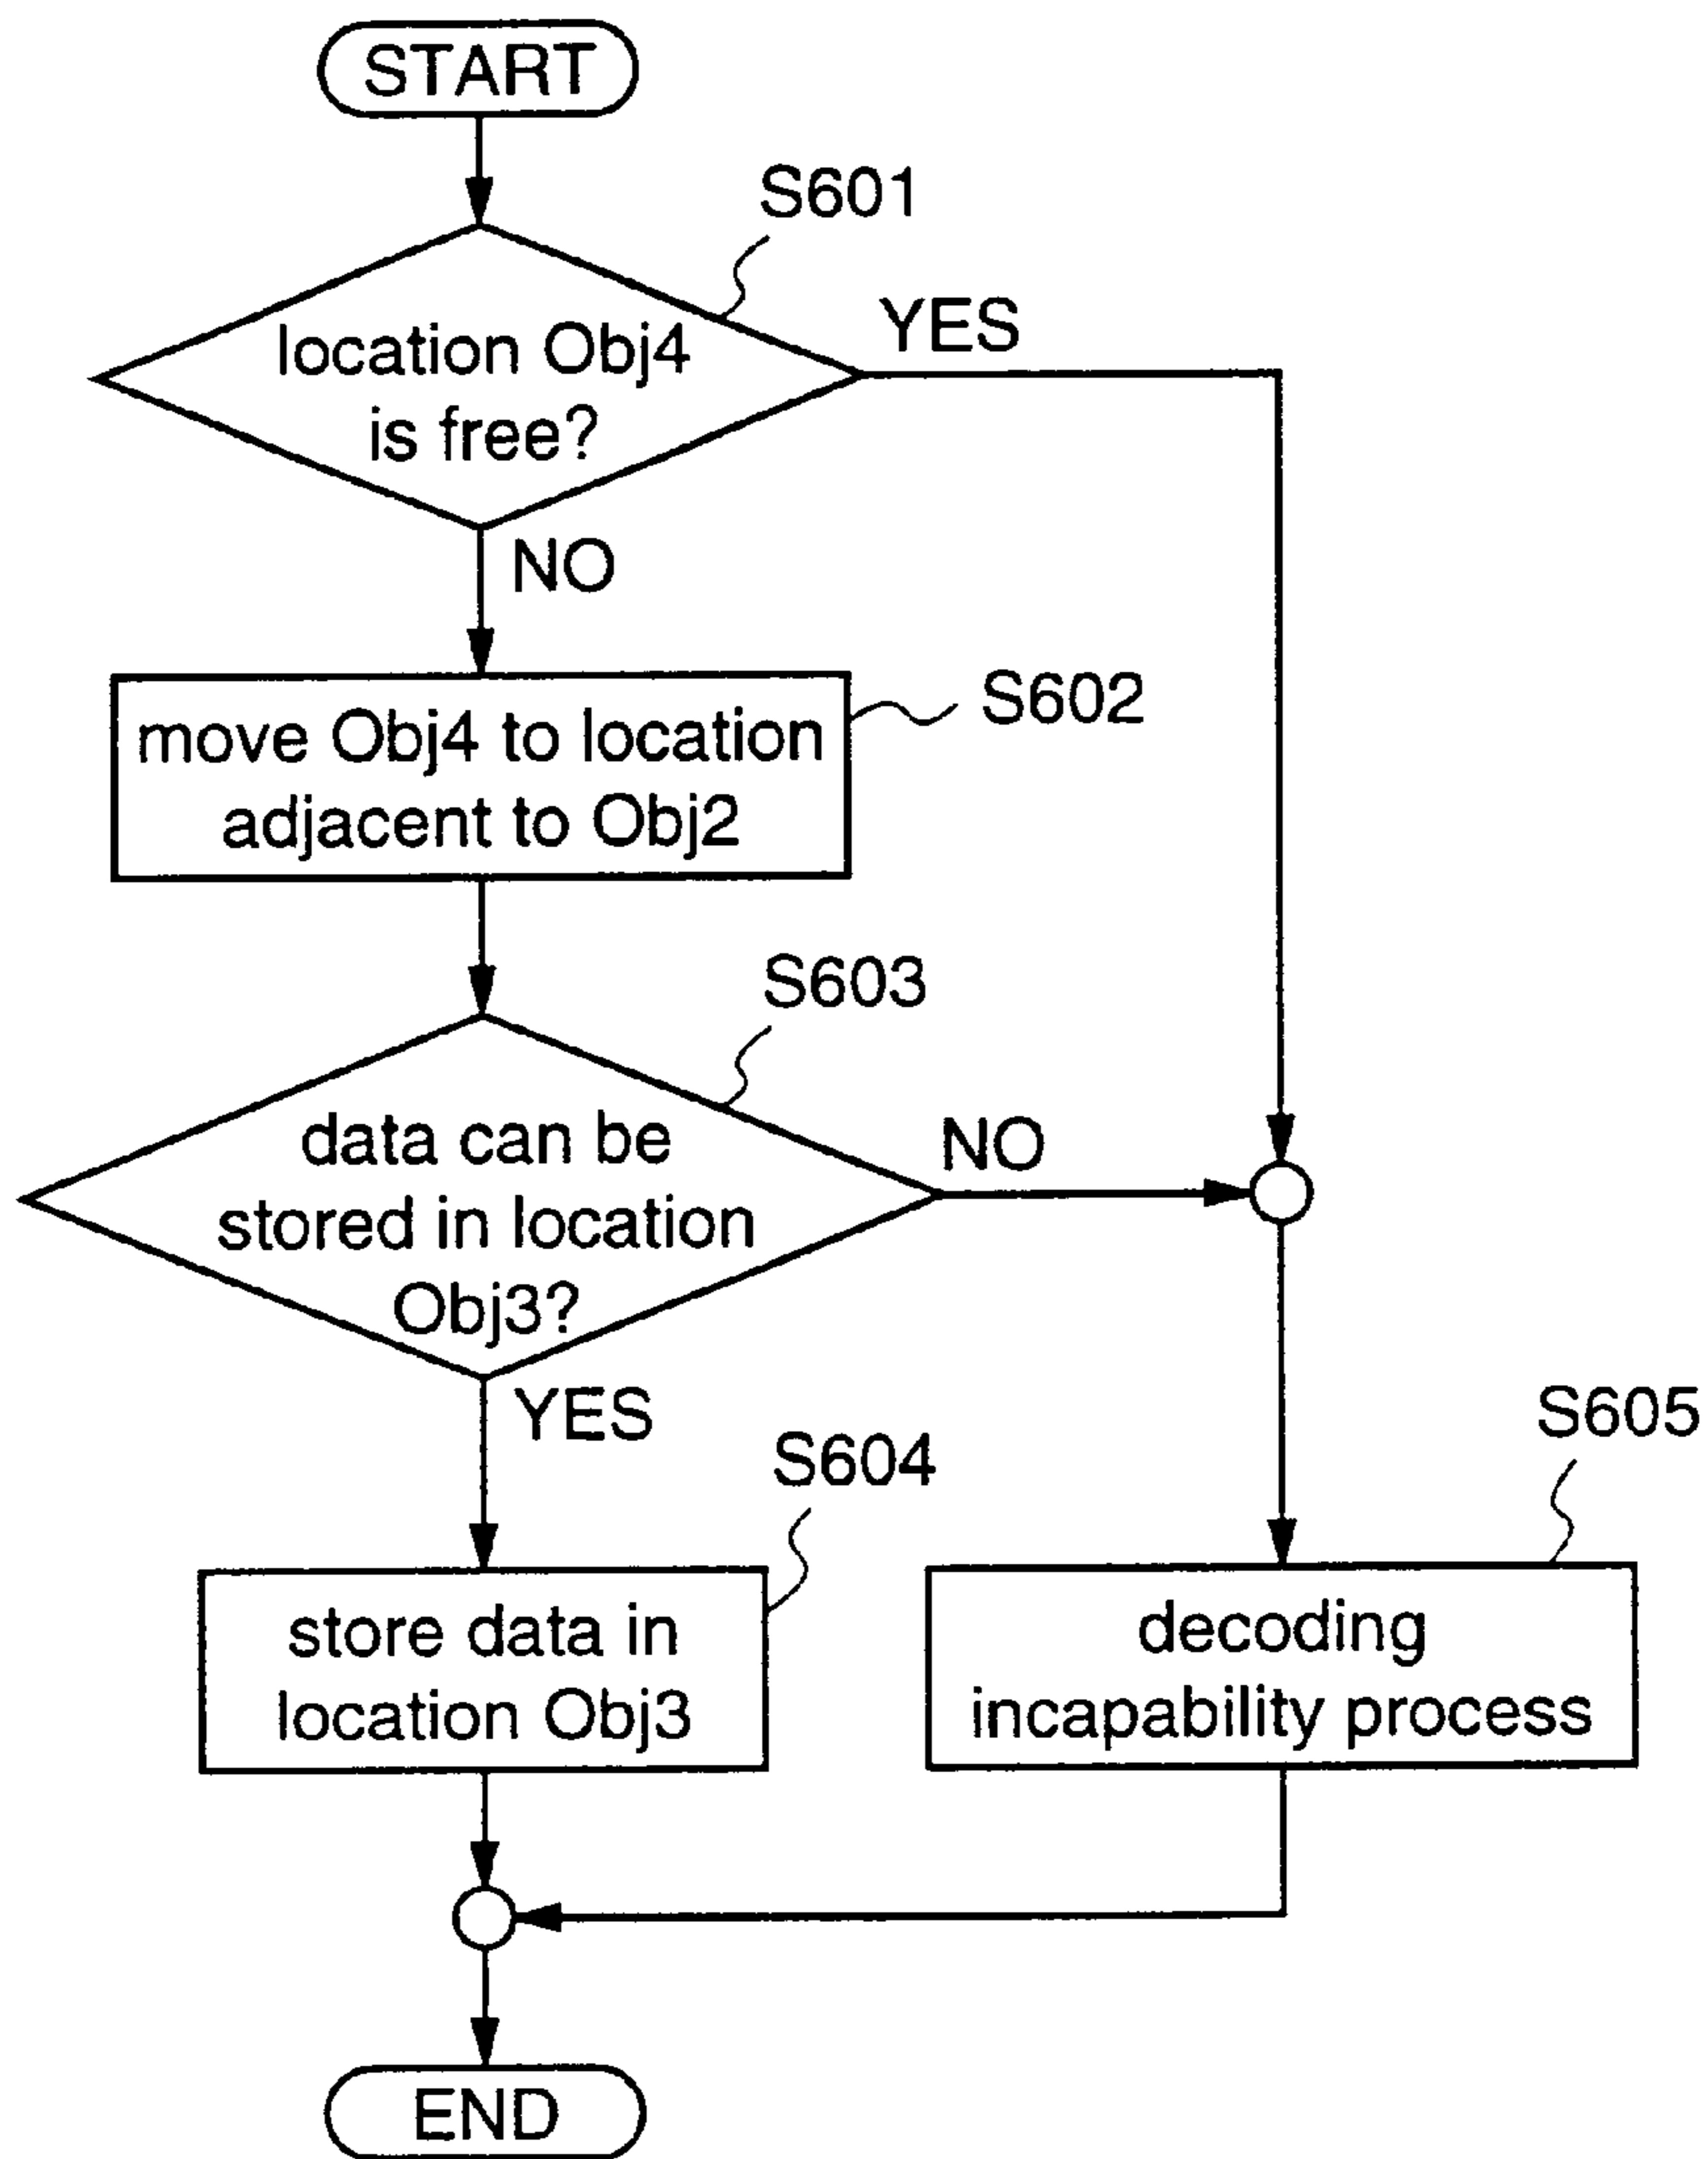 START
S601
location Obj4
is free?
YES
NO
move Obj4 to location
adjacent to Obj2
S602
S603
data can be
stored in location
Obj3?
NO
YES
S604
S605
store data in
location Obj3
decoding
incapability process
END